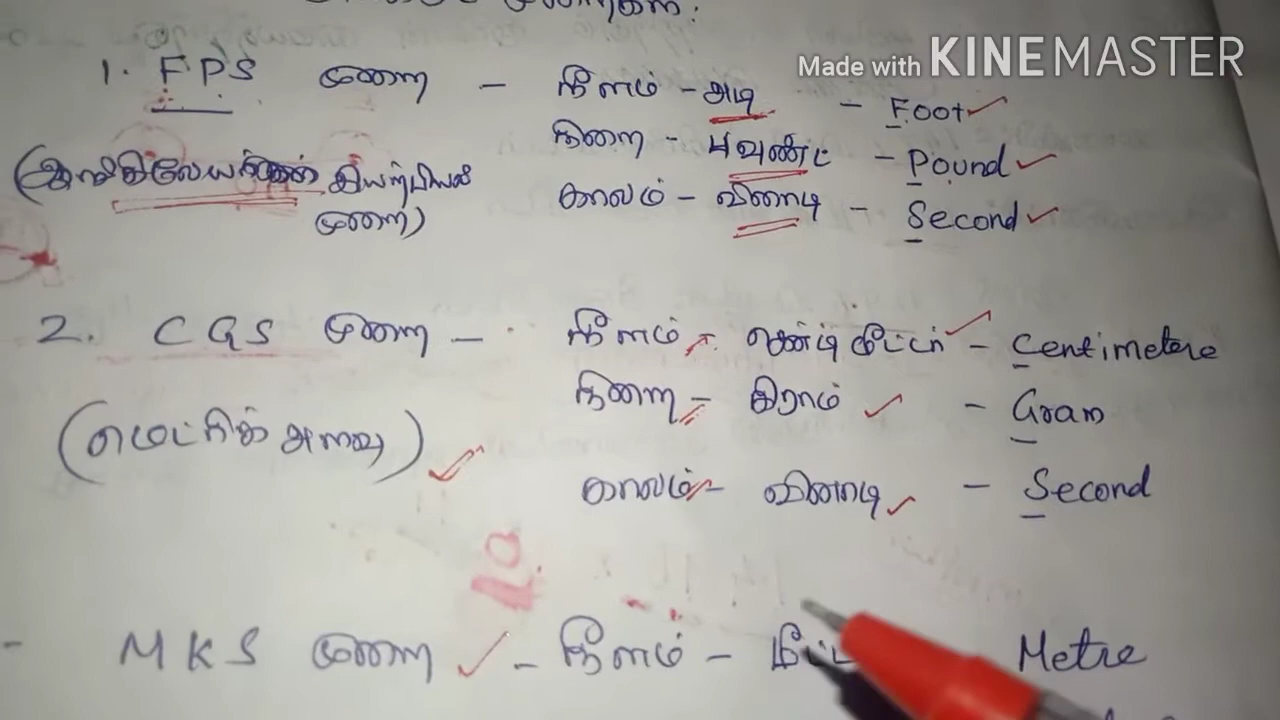 Made with KINEMASTER
1. FPS முறை - நீளம் - அடி - Foot
நிறை - பவுண்ட் - Pound
(ஆங்கிலேயர்களின் இயற்பியல் காலம் - வினாடி - Second
முறை)
2. CGS முறை - நீளம் - சென்டி மீட்டர் - Centimetre
நிறை - கிராம் - Gram
(மெட்ரிக் அளவு)
காலம் - வினாடி - Second
- MKS முறை - நீளம் - Metre